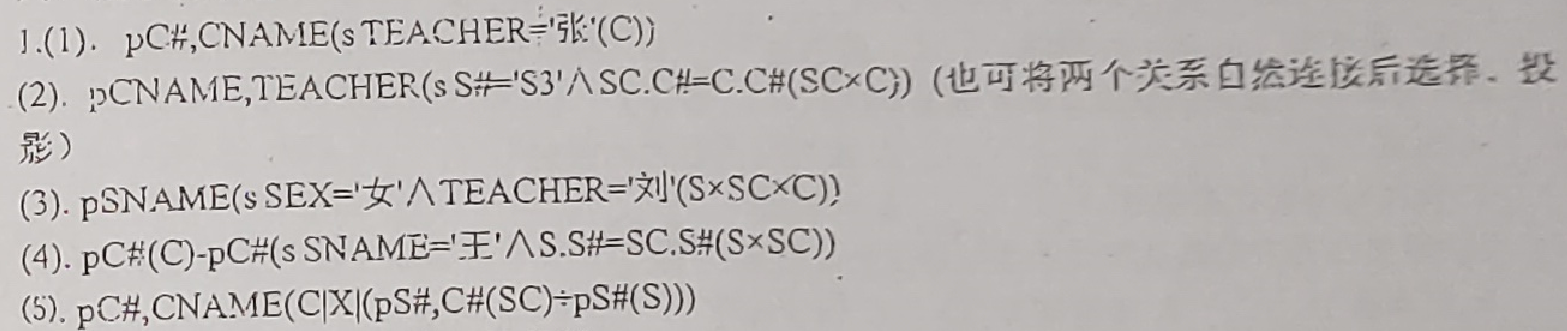 1.(1). pC#,CNAME(s TEACHER='张'(C))
(2). pCNAME,TEACHER(s S#='S3'∧SC.C#=C.C#(SC×C)) (也可将两个关系自然连接后选择、投
影)
(3). pSNAME(s SEX='女'∧TEACHER='刘'(S×SC×C))
(4). pC#(C)-pC#(s SNAME='王'∧S.S#=SC.S#(S×SC))
(5). pC#,CNAME(C|X|(pS#,C#(SC)÷pS#(S)))